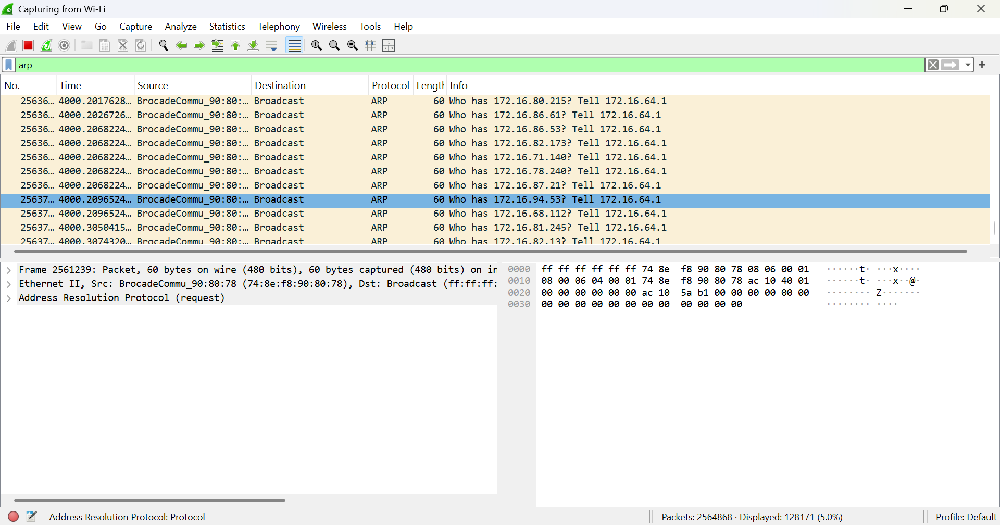 Capturing from Wi-Fi
File Edit View Go Capture Analyze Statistics Telephony Wireless Tools Help
arp
No. Time Source Destination Protocol Lengtl Info
25636... 4000.2017628... BrocadeCommu_90:80:... Broadcast ARP 60 Who has 172.16.80.215? Tell 172.16.64.1
25636... 4000.2026726... BrocadeCommu_90:80:... Broadcast ARP 60 Who has 172.16.86.61? Tell 172.16.64.1
25636... 4000.2068224... BrocadeCommu_90:80:... Broadcast ARP 60 Who has 172.16.86.53? Tell 172.16.64.1
25636... 4000.2068224... BrocadeCommu_90:80:... Broadcast ARP 60 Who has 172.16.82.173? Tell 172.16.64.1
25636... 4000.2068224... BrocadeCommu_90:80:... Broadcast ARP 60 Who has 172.16.71.140? Tell 172.16.64.1
25636... 4000.2068224... BrocadeCommu_90:80:... Broadcast ARP 60 Who has 172.16.78.240? Tell 172.16.64.1
25636... 4000.2068224... BrocadeCommu_90:80:... Broadcast ARP 60 Who has 172.16.87.21? Tell 172.16.64.1
25637... 4000.2096524... BrocadeCommu_90:80:... Broadcast ARP 60 Who has 172.16.94.53? Tell 172.16.64.1
25637... 4000.2096524... BrocadeCommu_90:80:... Broadcast ARP 60 Who has 172.16.68.112? Tell 172.16.64.1
25637... 4000.3050415... BrocadeCommu_90:80:... Broadcast ARP 60 Who has 172.16.81.245? Tell 172.16.64.1
25637... 4000.3074320... BrocadeCommu_90:80:... Broadcast ARP 60 Who has 172.16.82.13? Tell 172.16.64.1
Frame 2561239: Packet, 60 bytes on wire (480 bits), 60 bytes captured (480 bits) on in
Ethernet II, Src: BrocadeCommu_90:80:78 (74:8e:f8:90:80:78), Dst: Broadcast (ff:ff:ff:
Address Resolution Protocol (request)
0000 ff ff ff ff ff ff 74 8e f8 90 80 78 08 06 00 01 ······t· ···x····
0010 08 00 06 04 00 01 74 8e f8 90 80 78 ac 10 40 01 ······t· ···x··@·
0020 00 00 00 00 00 00 ac 10 5a b1 00 00 00 00 00 00 ········ Z·······
0030 00 00 00 00 00 00 00 00 00 00 00 00 ········ ····
Address Resolution Protocol: Protocol
Packets: 2564868 · Displayed: 128171 (5.0%)
Profile: Default